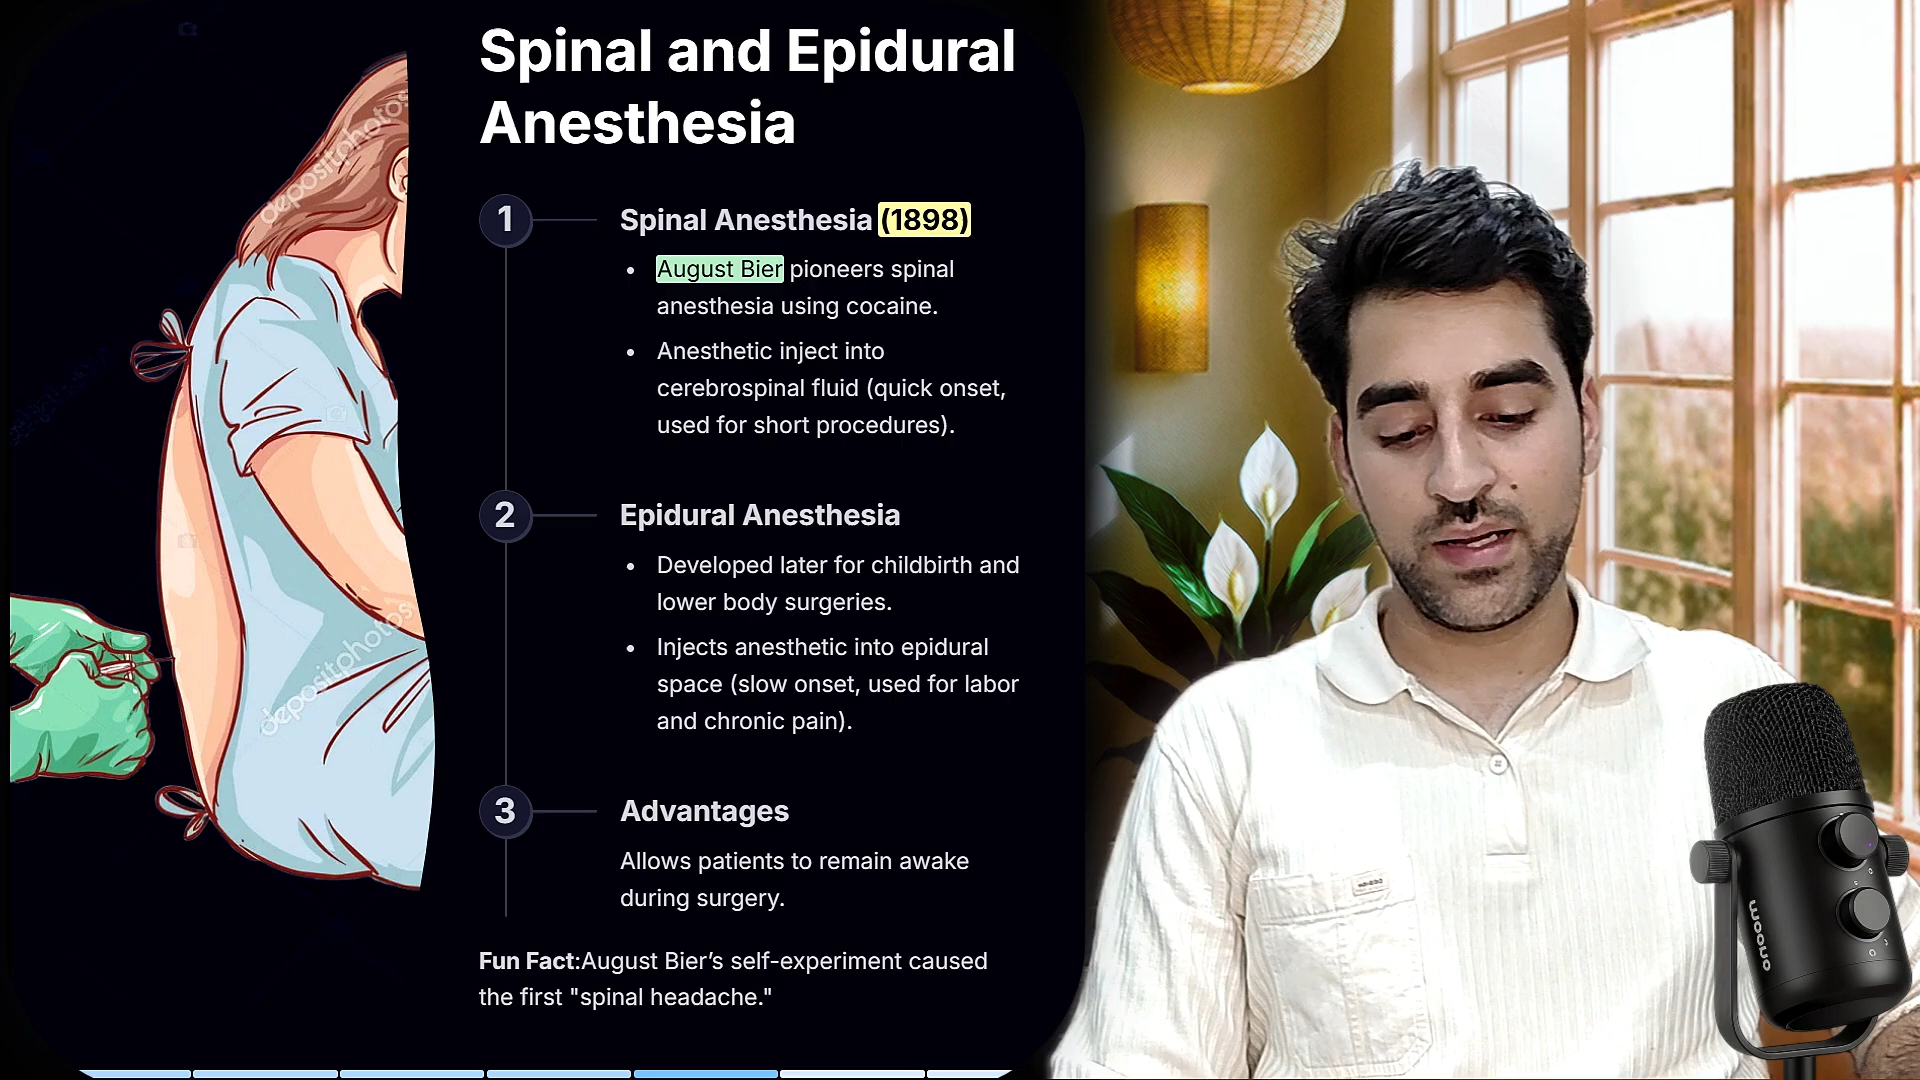 Spinal and Epidural
Anesthesia
1
Spinal Anesthesia (1898)
• August Bier pioneers spinal
anesthesia using cocaine.
• Anesthetic inject into
cerebrospinal fluid (quick onset,
used for short procedures).
2
Epidural Anesthesia
• Developed later for childbirth and
lower body surgeries.
• Injects anesthetic into epidural
space (slow onset, used for labor
and chronic pain).
3
Advantages
Allows patients to remain awake
during surgery.
Fun Fact:August Bier’s self-experiment caused
the first "spinal headache."
depositphotos
depositphotos
maono